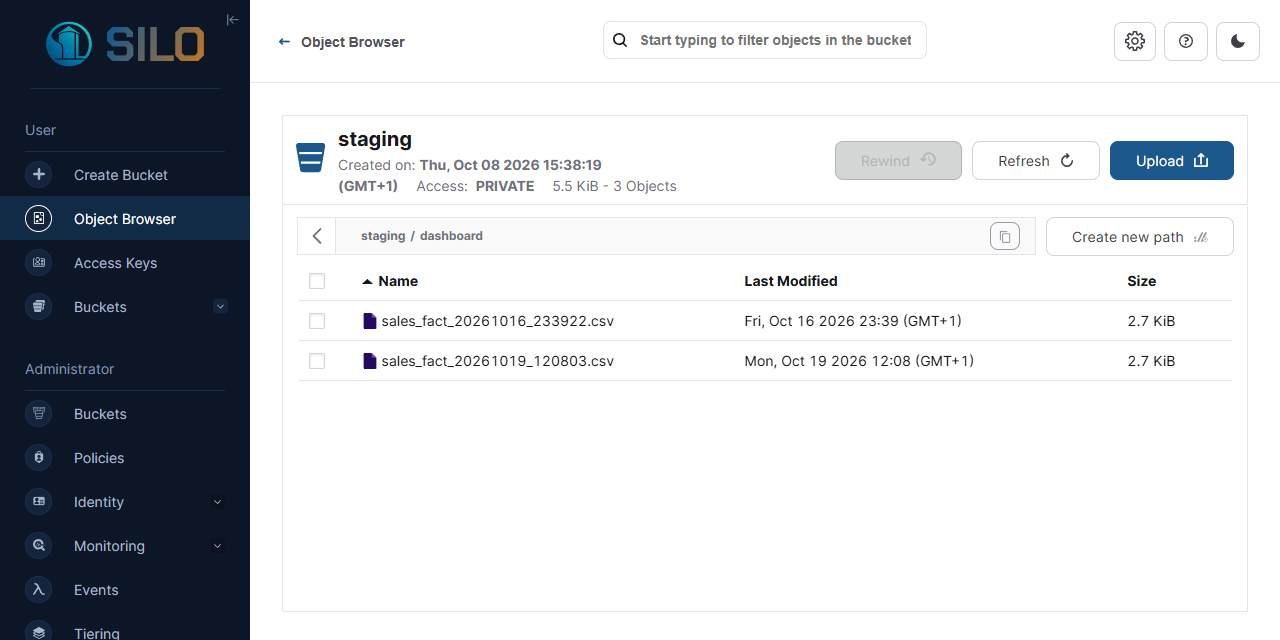 SILO
Object Browser
Start typing to filter objects in the bucket
User
Create Bucket
Object Browser
Access Keys
Buckets
Administrator
Buckets
Policies
Identity
Monitoring
Events
Tiering
staging
Created on: Thu, Oct 08 2026 15:38:19
(GMT+1) Access: PRIVATE 5.5 KiB - 3 Objects
Rewind
Refresh
Upload
staging / dashboard
Create new path
Name Last Modified Size
sales_fact_20261016_233922.csv Fri, Oct 16 2026 23:39 (GMT+1) 2.7 KiB
sales_fact_20261019_120803.csv Mon, Oct 19 2026 12:08 (GMT+1) 2.7 KiB